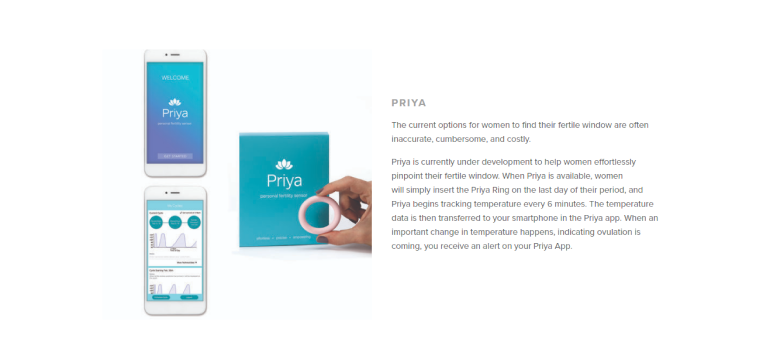 WELCOME
Priya
personal fertility sensor
Priya
personal fertility sensor
PRIYA
The current options for women to find their fertile window are often
inaccurate, cumbersome, and costly.
Priya is currently under development to help women effortlessly
pinpoint their fertile window. When Priya is available, women
will simply insert the Priya Ring on the last day of their period, and
Priya begins tracking temperature every 6 minutes. The temperature
data is then transferred to your smartphone in the Priya app. When an
important change in temperature happens, indicating ovulation is
coming, you receive an alert on your Priya App.